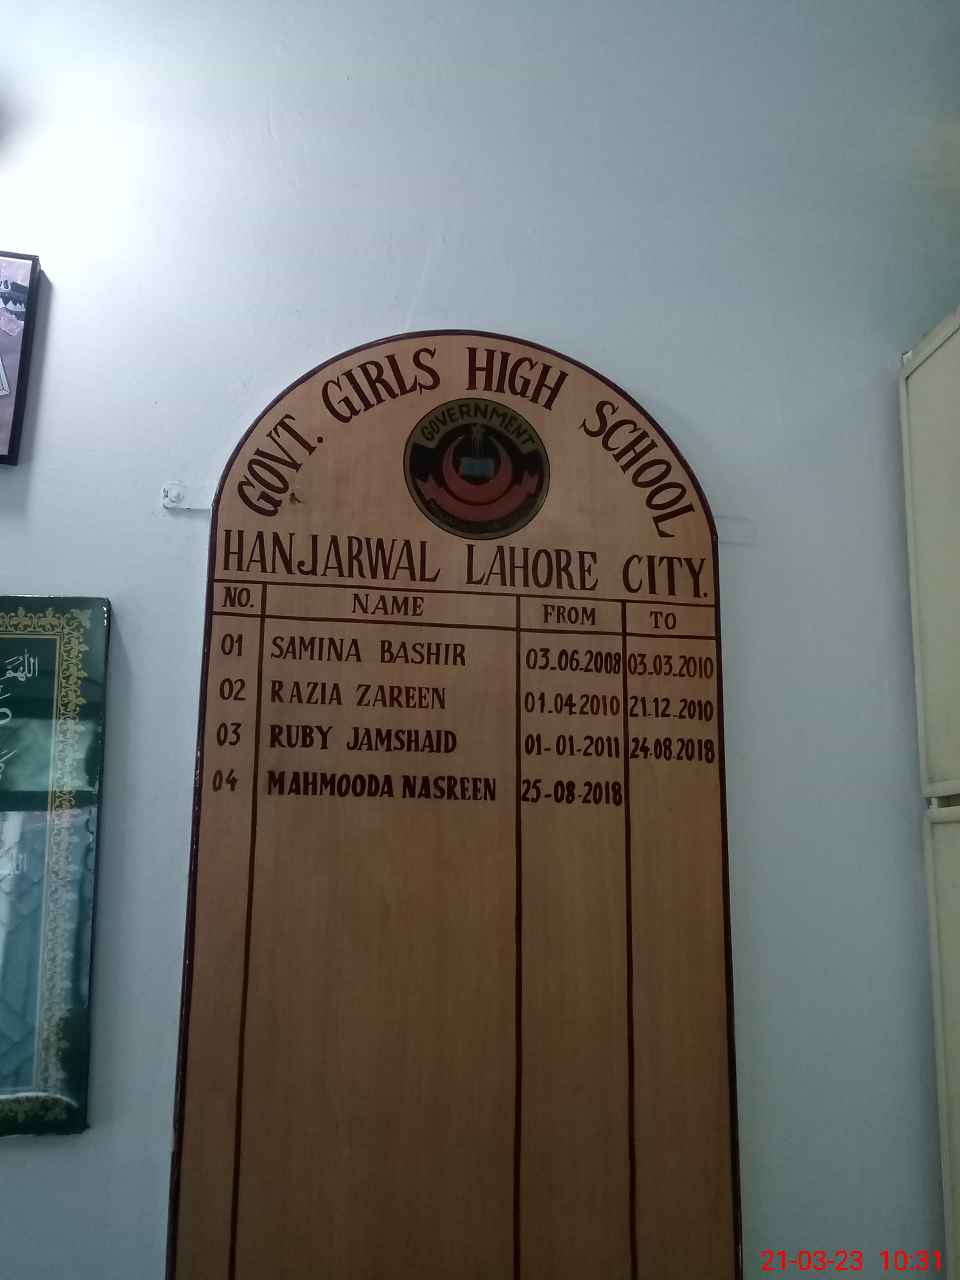 GOVT. GIRLS HIGH SCHOOL
GOVERNMENT
HANJARWAL LAHORE CITY.
NO. NAME FROM TO
01 SAMINA BASHIR 03.06.2008 03.03.2010
02 RAZIA ZAREEN 01.04.2010 21.12.2010
03 RUBY JAMSHAID 01-01-2011 24.08.2018
04 MAHMOODA NASREEN 25-08-2018
اللّٰهُمَّ
21-03-23 10:31